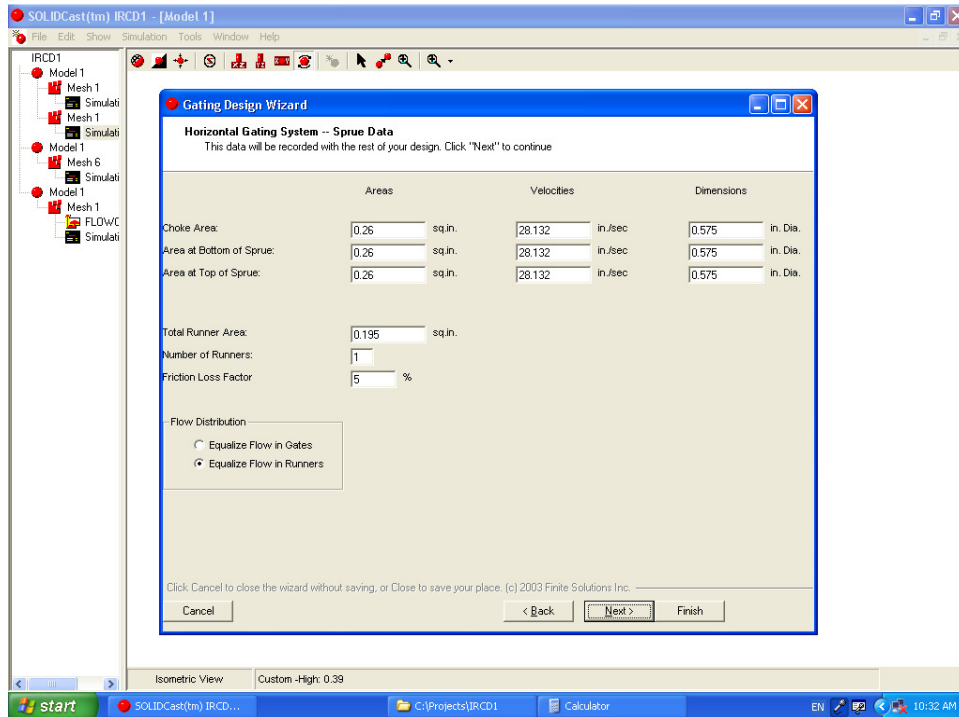 SOLIDCast(tm) IRCD1 - [Model 1]
File Edit Show Simulation Tools Window Help
IRCD1
Model 1
Mesh 1
Simulati
Mesh 1
Simulati
Model 1
Mesh 6
Simulati
Model 1
Mesh 1
FLOWC
Simulati
Gating Design Wizard
Horizontal Gating System -- Sprue Data
This data will be recorded with the rest of your design. Click "Next" to continue
Areas Velocities Dimensions
Choke Area: 0.26 sq.in. 28.132 in./sec 0.575 in. Dia.
Area at Bottom of Sprue: 0.26 sq.in. 28.132 in./sec 0.575 in. Dia.
Area at Top of Sprue: 0.26 sq.in. 28.132 in./sec 0.575 in. Dia.
Total Runner Area: 0.195 sq.in.
Number of Runners: 1
Friction Loss Factor 5 %
Flow Distribution
Equalize Flow in Gates
Equalize Flow in Runners
Click Cancel to close the wizard without saving, or Close to save your place. (c) 2003 Finite Solutions Inc.
Cancel < Back Next > Finish
Isometric View Custom -High: 0.39
start SOLIDCast(tm) IRCD... C:\Projects\IRCD1 Calculator EN 10:32 AM